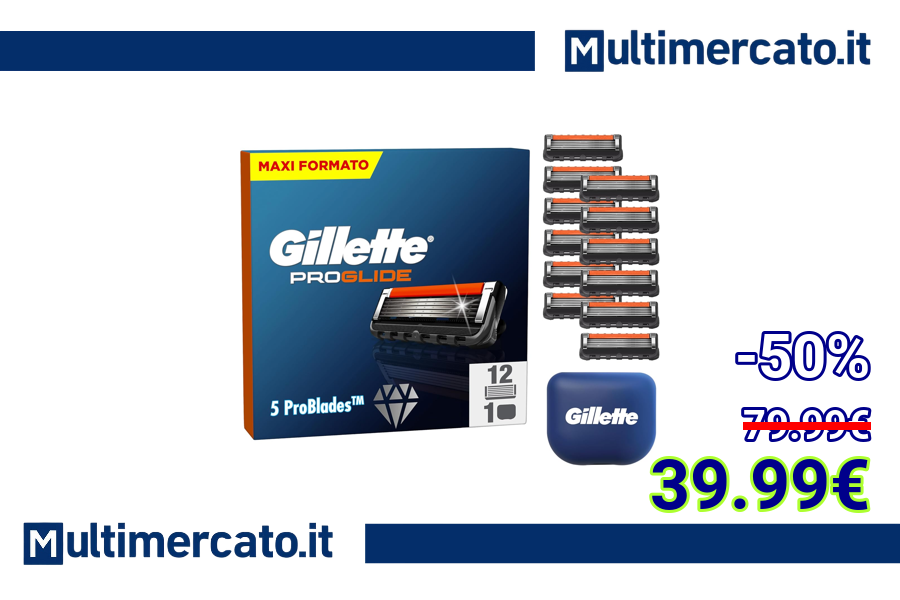 Multimercato.it
MAXI FORMATO
Gillette®
PROGLIDE
12
5 ProBlades™
1
Gillette
-50%
79.99€
39.99€
Multimercato.it